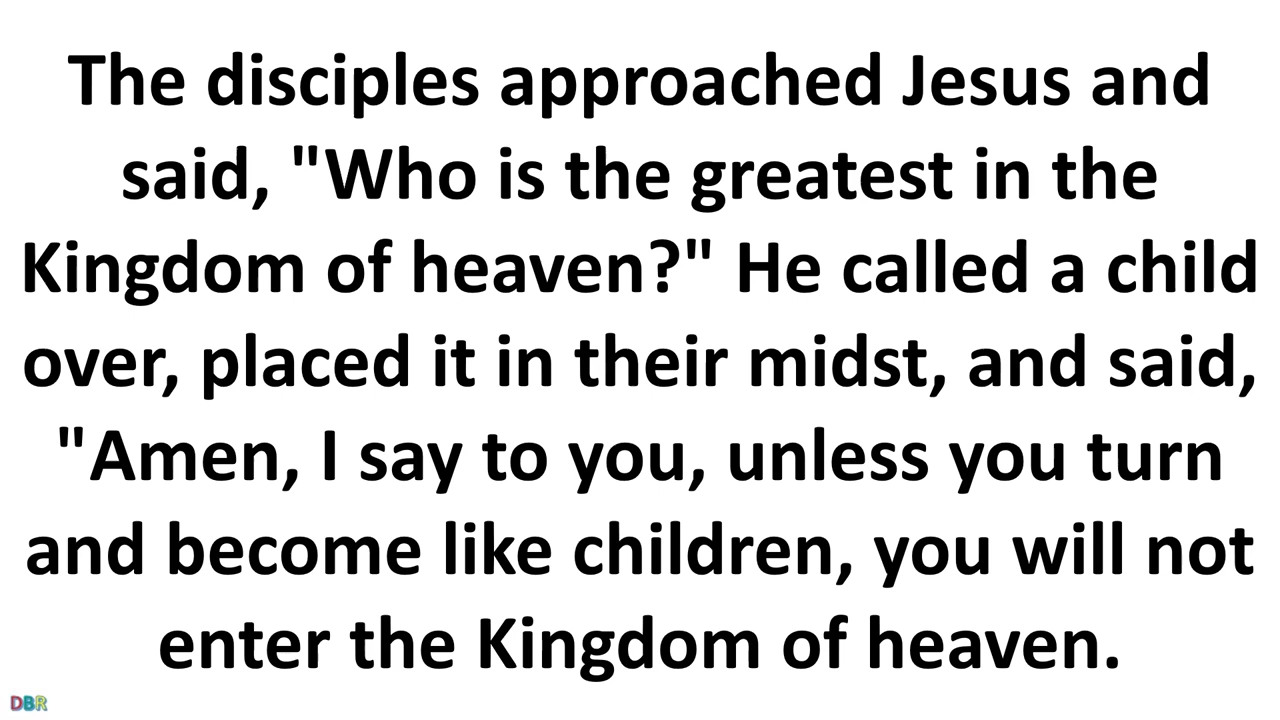 The disciples approached Jesus and
said, "Who is the greatest in the
Kingdom of heaven?" He called a child
over, placed it in their midst, and said,
"Amen, I say to you, unless you turn
and become like children, you will not
enter the Kingdom of heaven.
DBR